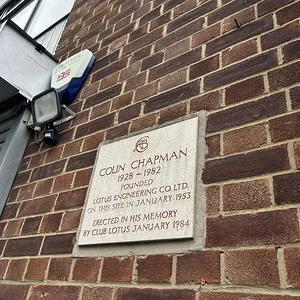 COLIN CHAPMAN
1928 - 1982
FOUNDED
LOTUS ENGINEERING CO. LTD.
ON THIS SITE IN JANUARY 1953
ERECTED IN HIS MEMORY
BY CLUB LOTUS JANUARY 1984